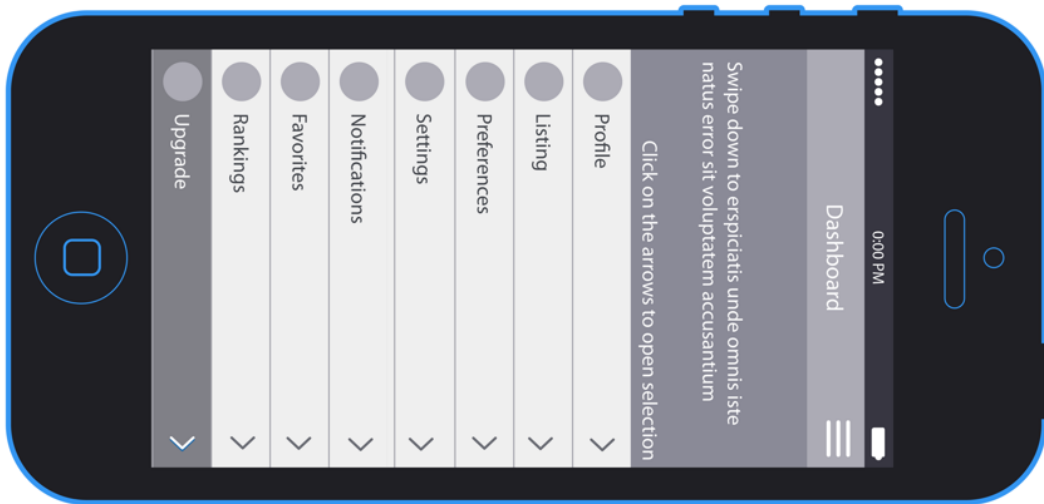 0:00 PM
Dashboard
Swipe down to erspiciatis unde omnis iste
natus error sit voluptatem accusantium
Click on the arrows to open selection
Profile
Listing
Preferences
Settings
Notifications
Favorites
Rankings
Upgrade